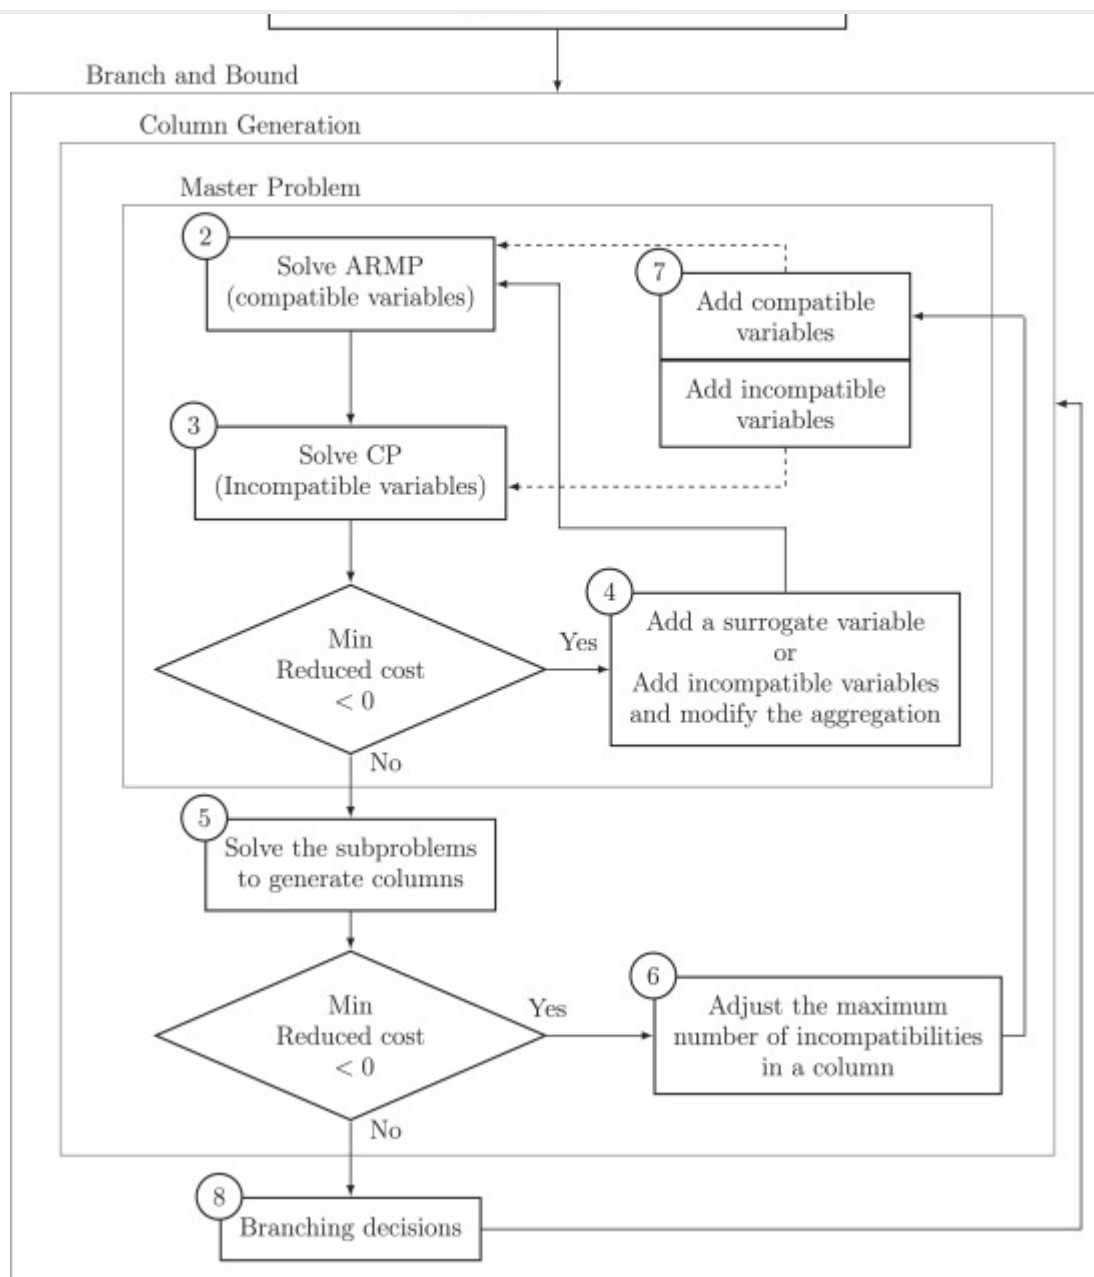 Branch and Bound
Column Generation
Master Problem
2
Solve ARMP
(compatible variables)
7
Add compatible
variables
Add incompatible
variables
3
Solve CP
(Incompatible variables)
Min
Reduced cost
< 0
Yes
4
Add a surrogate variable
or
Add incompatible variables
and modify the aggregation
No
5
Solve the subproblems
to generate columns
Min
Reduced cost
< 0
Yes
6
Adjust the maximum
number of incompatibilities
in a column
No
8
Branching decisions